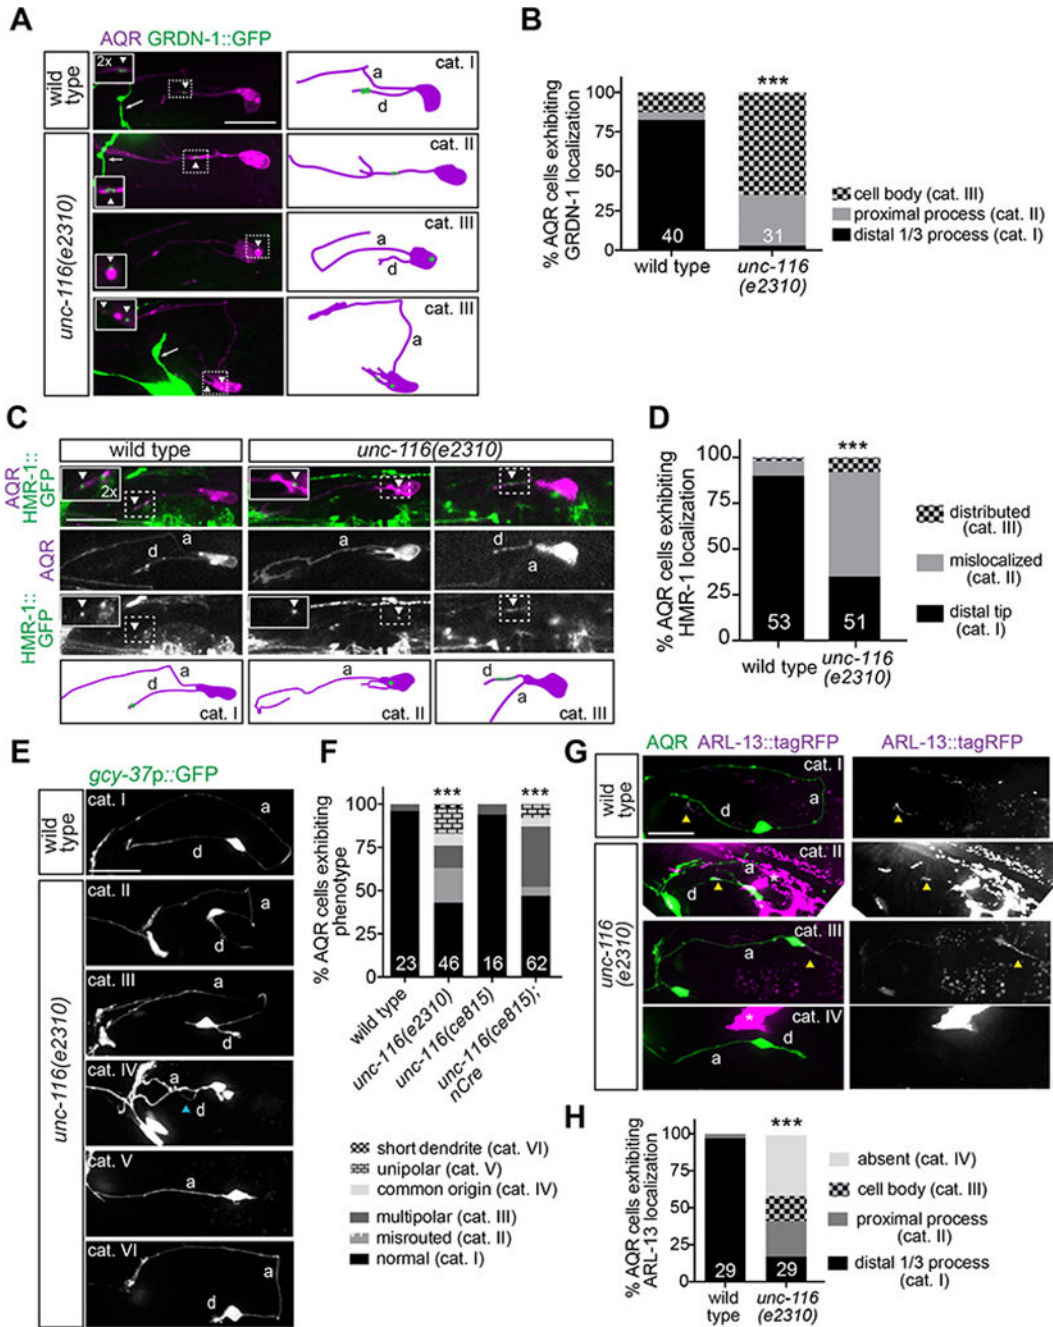 A
AQR GRDN-1::GFP
wild type
2x
cat. I
a
d
unc-116(e2310)
cat. II
cat. III
a
d
cat. III
a
B
% AQR cells exhibiting
GRDN-1 localization
100
75
50
25
0
***
40
31
wild type
unc-116
(e2310)
cell body (cat. III)
proximal process (cat. II)
distal 1/3 process (cat. I)
C
wild type
unc-116(e2310)
AQR
HMR-1::
GFP
2x
AQR
a
d
a
d
a
HMR-1::
GFP
a
d
cat. I
a
cat. II
d
a
cat. III
D
% AQR cells exhibiting
HMR-1 localization
100
75
50
25
0
***
53
51
wild type
unc-116
(e2310)
distributed
(cat. III)
mislocalized
(cat. II)
distal tip
(cat. I)
E
gcy-37p::GFP
wild
type
cat. I
a
d
unc-116(e2310)
cat. II
a
d
cat. III
a
d
cat. IV
a
d
cat. V
a
cat. VI
a
d
F
% AQR cells exhibiting
phenotype
100
75
50
25
0
***
***
23
46
16
62
wild type
unc-116(e2310)
unc-116(ce815)
unc-116(ce815);
nCre
short dendrite (cat. VI)
unipolar (cat. V)
common origin (cat. IV)
multipolar (cat. III)
misrouted (cat. II)
normal (cat. I)
G
AQR ARL-13::tagRFP
ARL-13::tagRFP
wild
type
cat. I
d
a
unc-116
(e2310)
cat. II
a
*
d
cat. III
a
cat. IV
*
d
a
H
% AQR cells exhibiting
ARL-13 localization
100
75
50
25
0
***
29
29
wild
type
unc-116
(e2310)
absent (cat. IV)
cell body (cat. III)
proximal process
(cat. II)
distal 1/3 process
(cat. I)